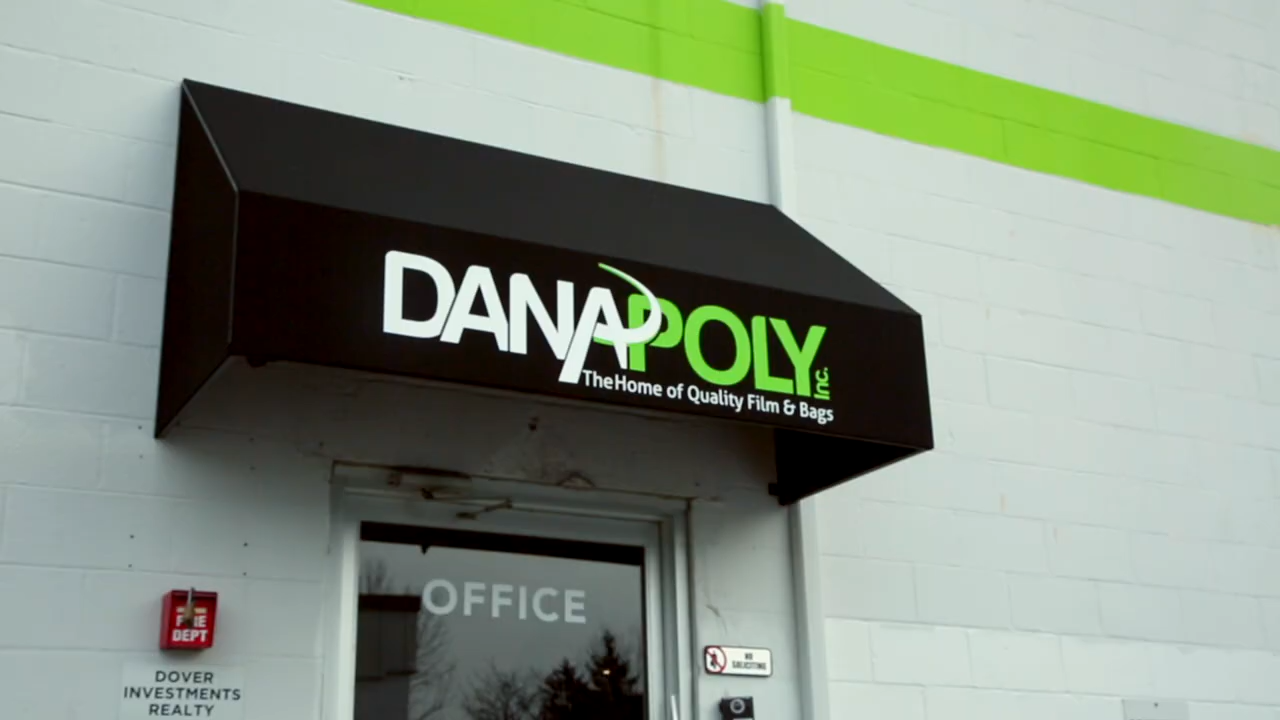 DANAPOLY Inc.
The Home of Quality Film & Bags
OFFICE
FIRE
DEPT
NO
SOLICITING
DOVER
INVESTMENTS
REALTY